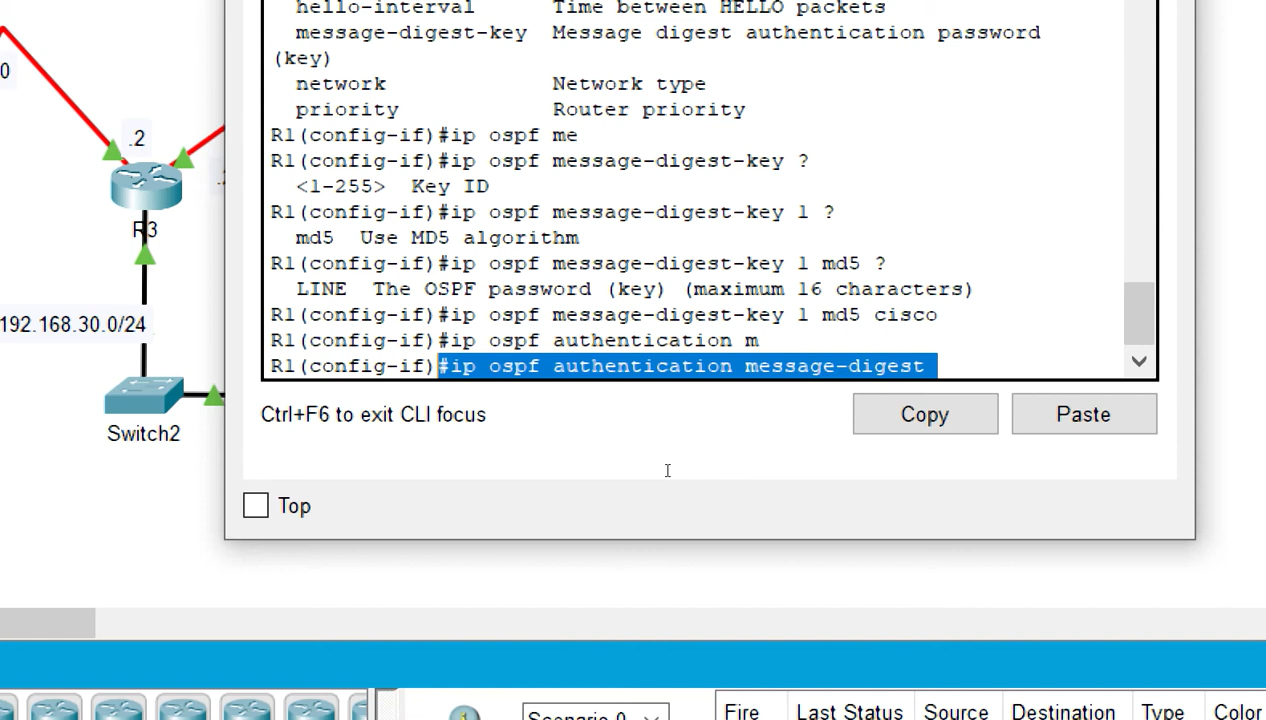 hello-interval Time between HELLO packets
message-digest-key Message digest authentication password
(key)
network Network type
priority Router priority
R1(config-if)#ip ospf me
R1(config-if)#ip ospf message-digest-key ?
<1-255> Key ID
R1(config-if)#ip ospf message-digest-key 1 ?
md5 Use MD5 algorithm
R1(config-if)#ip ospf message-digest-key 1 md5 ?
LINE The OSPF password (key) (maximum 16 characters)
R1(config-if)#ip ospf message-digest-key 1 md5 cisco
R1(config-if)#ip ospf authentication m
R1(config-if)#ip ospf authentication message-digest
Ctrl+F6 to exit CLI focus
Copy
Paste
Top
0
.2
R3
192.168.30.0/24
Switch2
Scenario 0
Fire
Last Status
Source
Destination
Type
Color